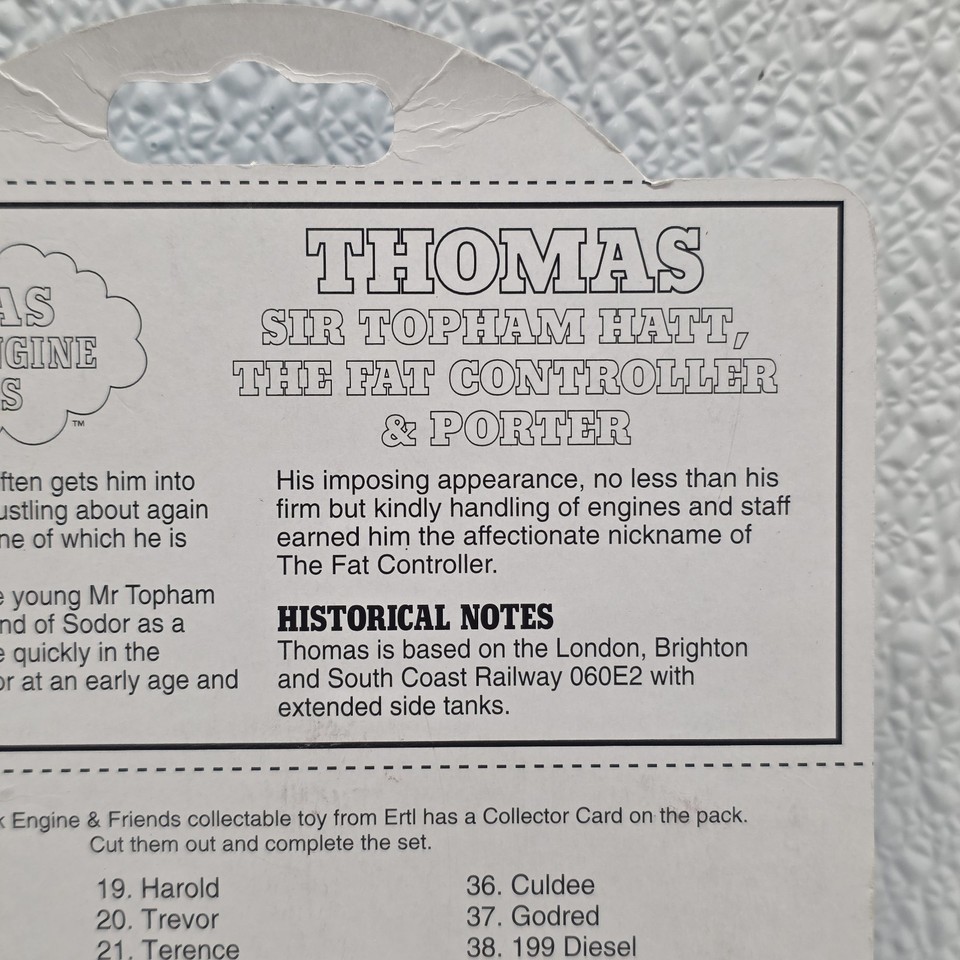 AS
NGINE
S
TM
ften gets him into
ustling about again
ne of which he is
e young Mr Topham
nd of Sodor as a
e quickly in the
or at an early age and
THOMAS
SIR TOPHAM HATT,
THE FAT CONTROLLER
& PORTER
His imposing appearance, no less than his
firm but kindly handling of engines and staff
earned him the affectionate nickname of
The Fat Controller.
HISTORICAL NOTES
Thomas is based on the London, Brighton
and South Coast Railway 060E2 with
extended side tanks.
k Engine & Friends collectable toy from Ertl has a Collector Card on the pack.
Cut them out and complete the set.
19. Harold
20. Trevor
21. Terence
36. Culdee
37. Godred
38. 199 Diesel